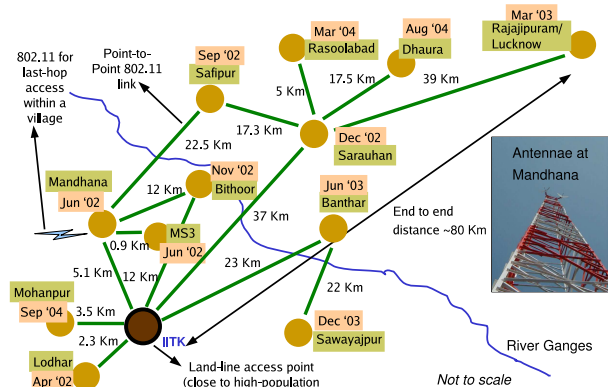 Mar '04
Rasoolabad
Aug '04
Dhaura
Mar '03
Rajajipuram/
Lucknow
802.11 for
last-hop
access
within a
village
Point-to-
Point 802.11
link
Sep '02
Safipur
5 Km
17.5 Km
39 Km
17.3 Km
22.5 Km
Dec '02
Sarauhan
Nov '02
Bithoor
Mandhana
Jun '02
12 Km
MS3
Jun '02
0.9 Km
37 Km
Jun '03
Banthar
End to end
distance ~80 Km
Antennae at
Mandhana
5.1 Km
12 Km
23 Km
22 Km
Mohanpur
Sep '04
3.5 Km
2.3 Km
IITK
Lodhar
Apr '02
Dec '03
Sawayajpur
River Ganges
Land-line access point
(close to high-population
Not to scale